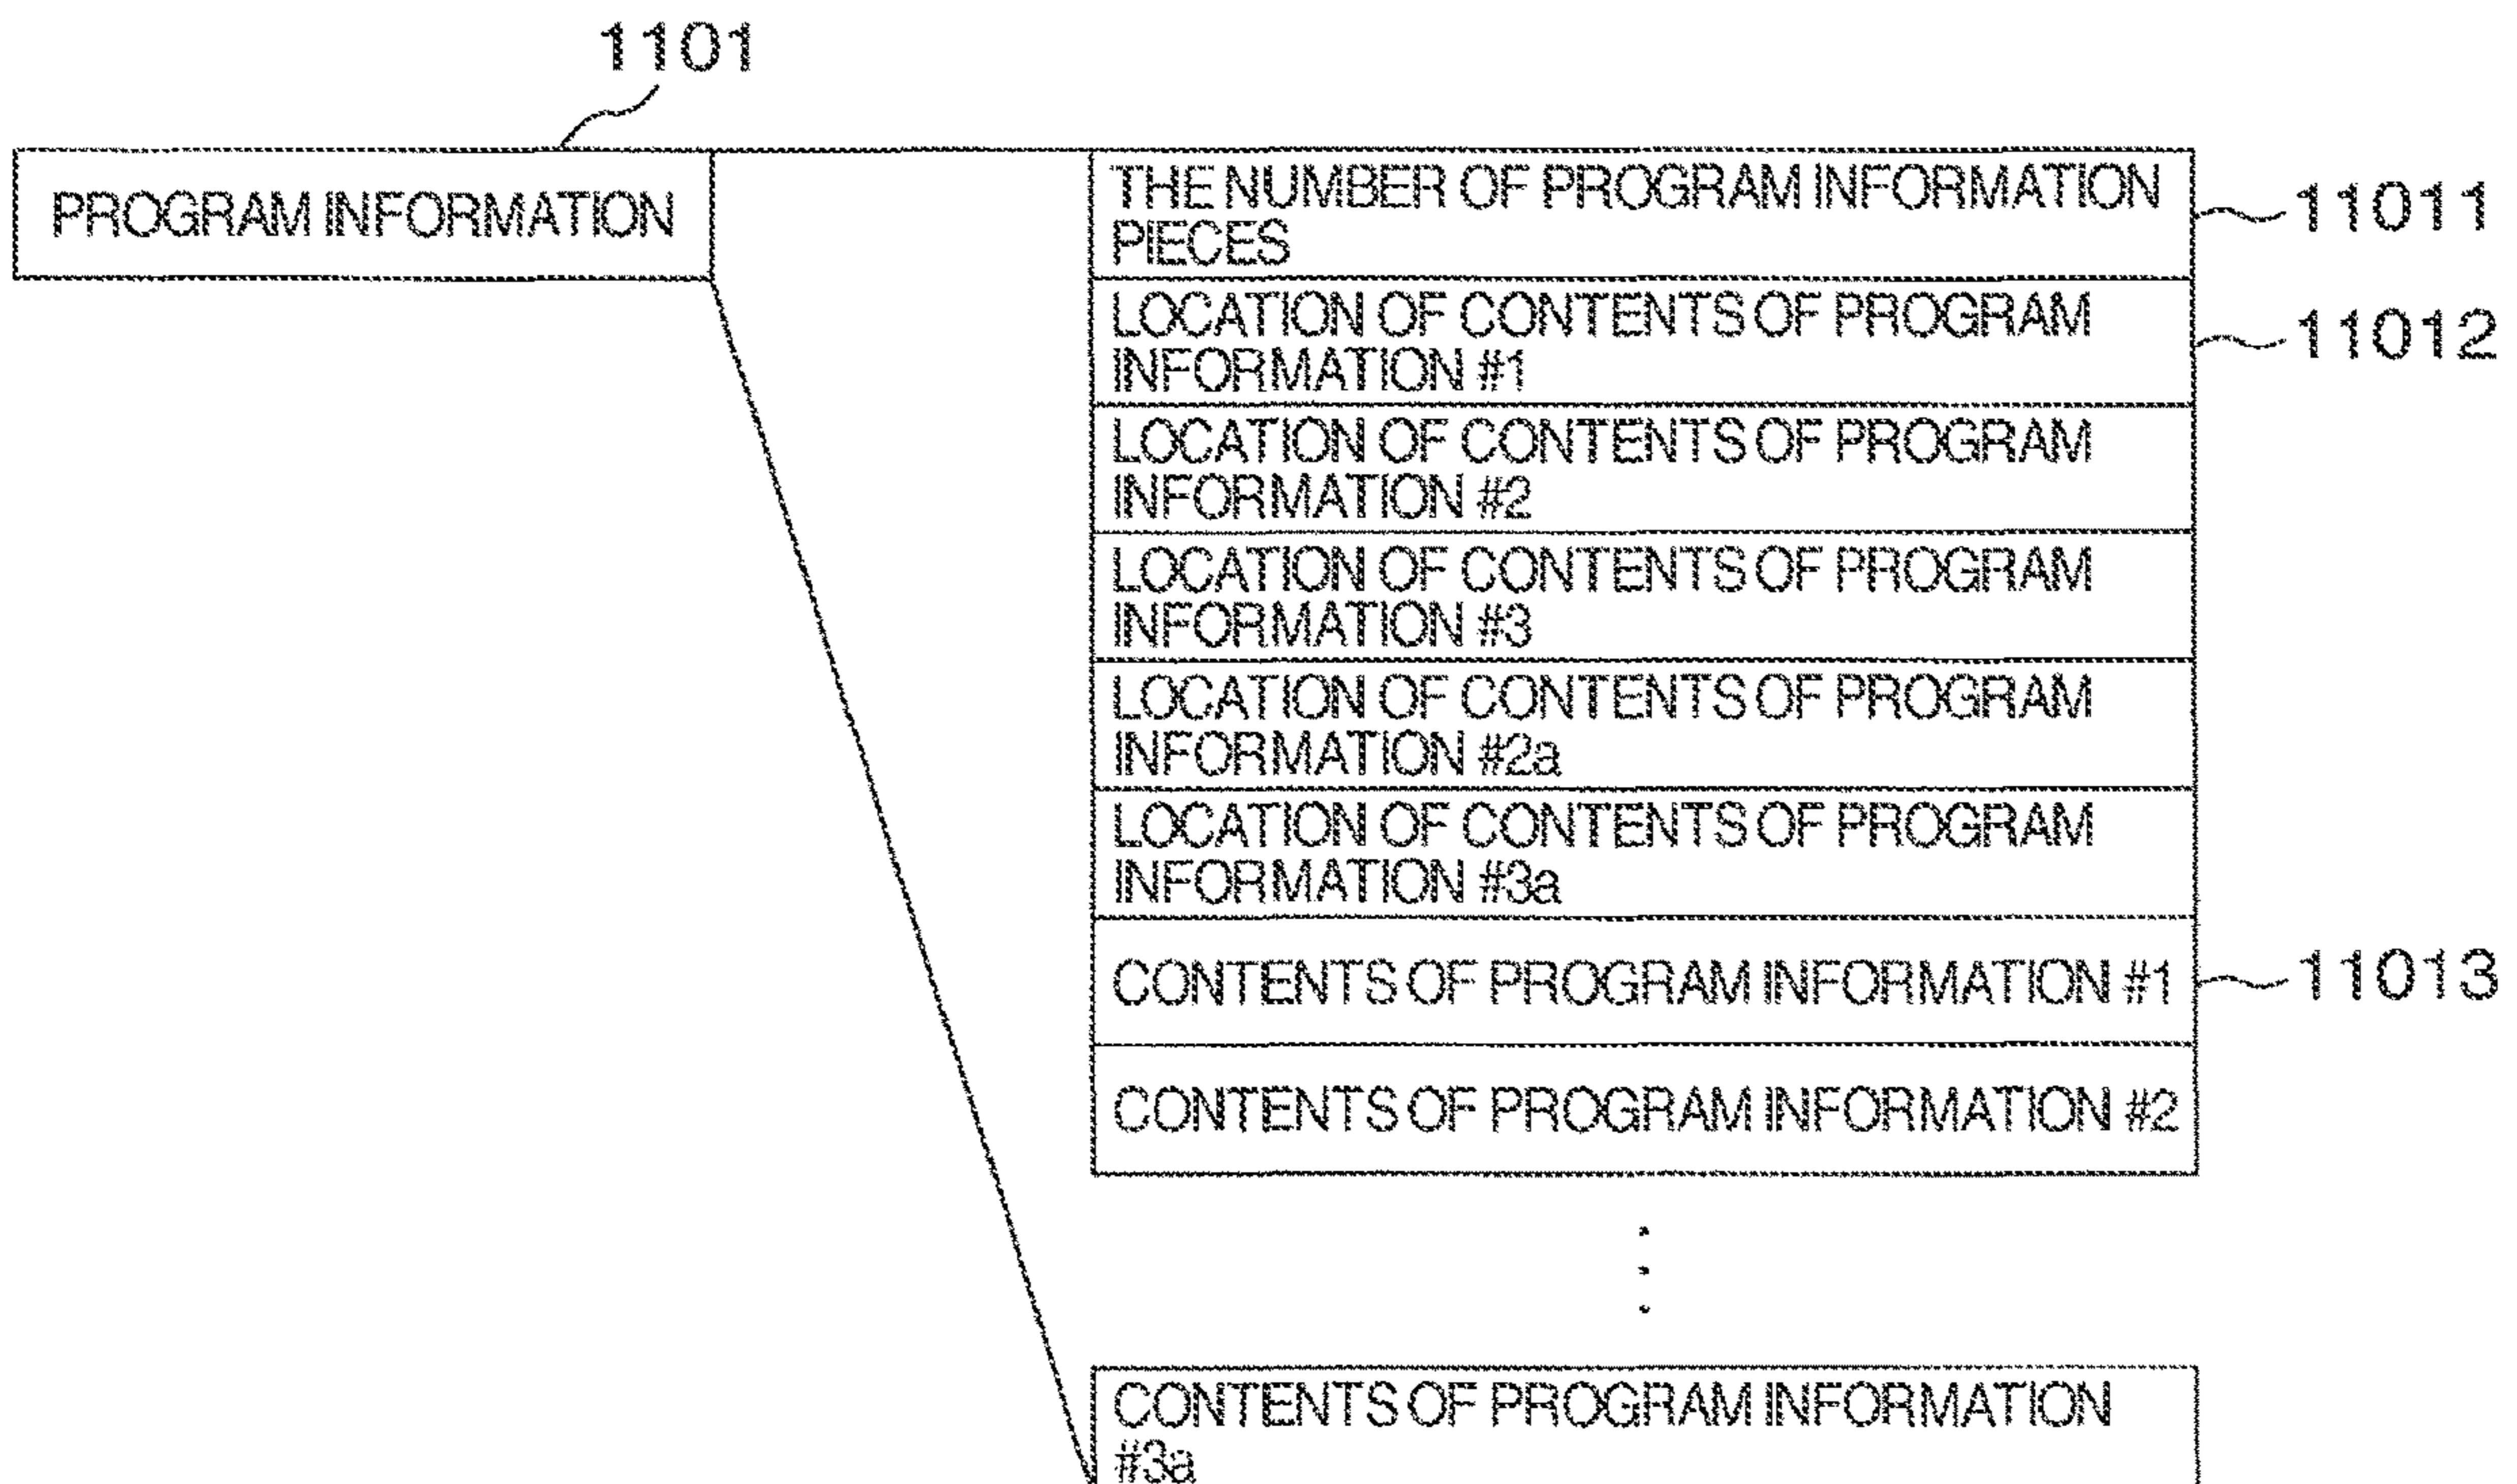 1101
PROGRAM INFORMATION
THE NUMBER OF PROGRAM INFORMATION
PIECES
11011
LOCATION OF CONTENTS OF PROGRAM
INFORMATION #1
11012
LOCATION OF CONTENTS OF PROGRAM
INFORMATION #2
LOCATION OF CONTENTS OF PROGRAM
INFORMATION #3
LOCATION OF CONTENTS OF PROGRAM
INFORMATION #2a
LOCATION OF CONTENTS OF PROGRAM
INFORMATION #3a
CONTENTS OF PROGRAM INFORMATION #1
11013
CONTENTS OF PROGRAM INFORMATION #2
CONTENTS OF PROGRAM INFORMATION
#3a